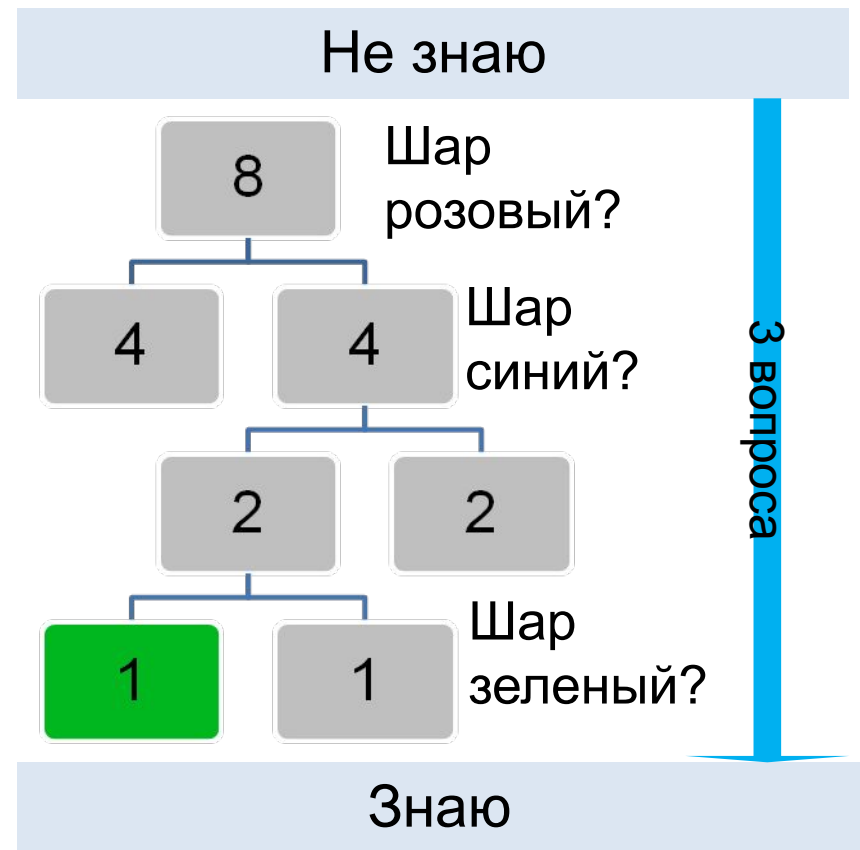 Не знаю
8
Шар
розовый?
4
4
Шар
синий?
3 вопроса
2
2
1
1
Шар
зеленый?
Знаю